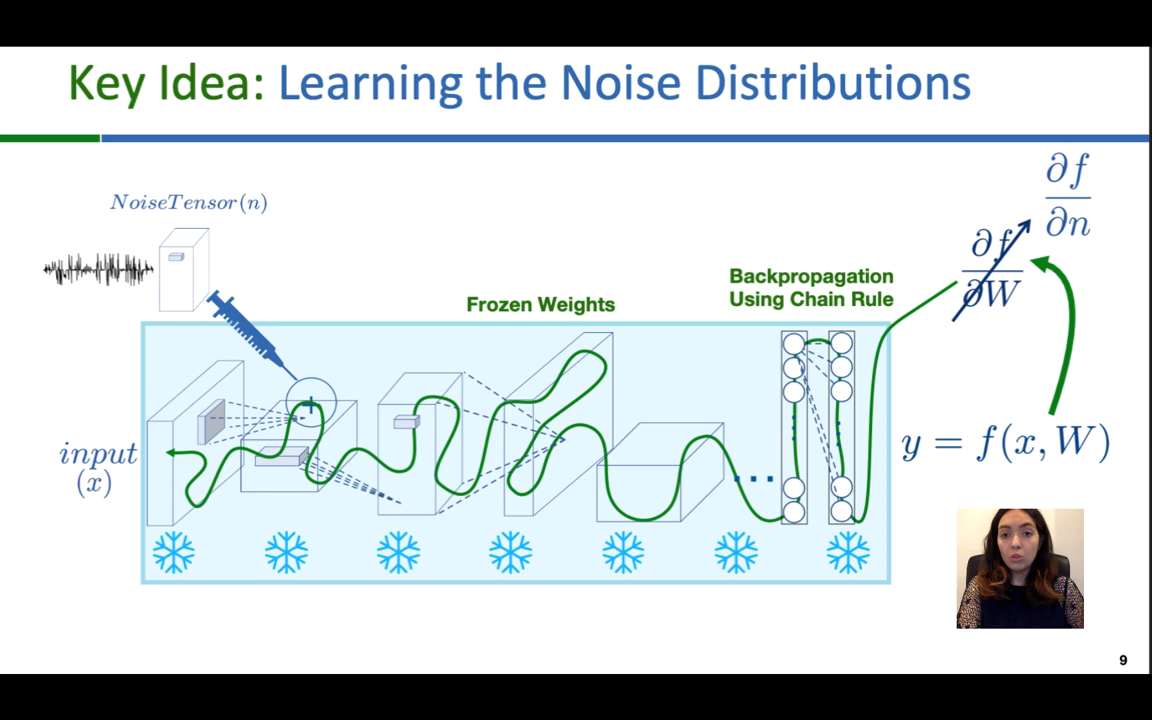 Key Idea: Learning the Noise Distributions
NoiseTensor(n)
∂f
∂n
∂f
∂W
Backpropagation
Using Chain Rule
Frozen Weights
input
(x)
...
y = f(x, W)
9